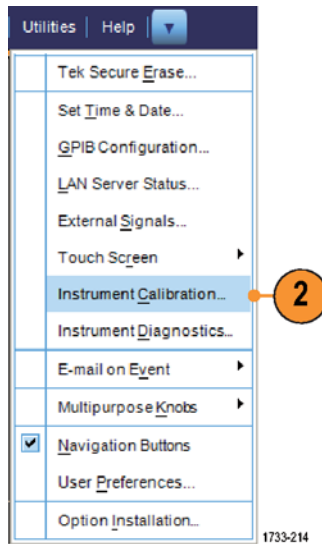 Utilities | Help |
Tek Secure Erase...
Set Time & Date...
GPIB Configuration...
LAN Server Status...
External Signals...
Touch Screen
Instrument Calibration...
2
Instrument Diagnostics...
E-mail on Event
Multipurpose Knobs
Navigation Buttons
User Preferences...
Option Installation...
1733-214